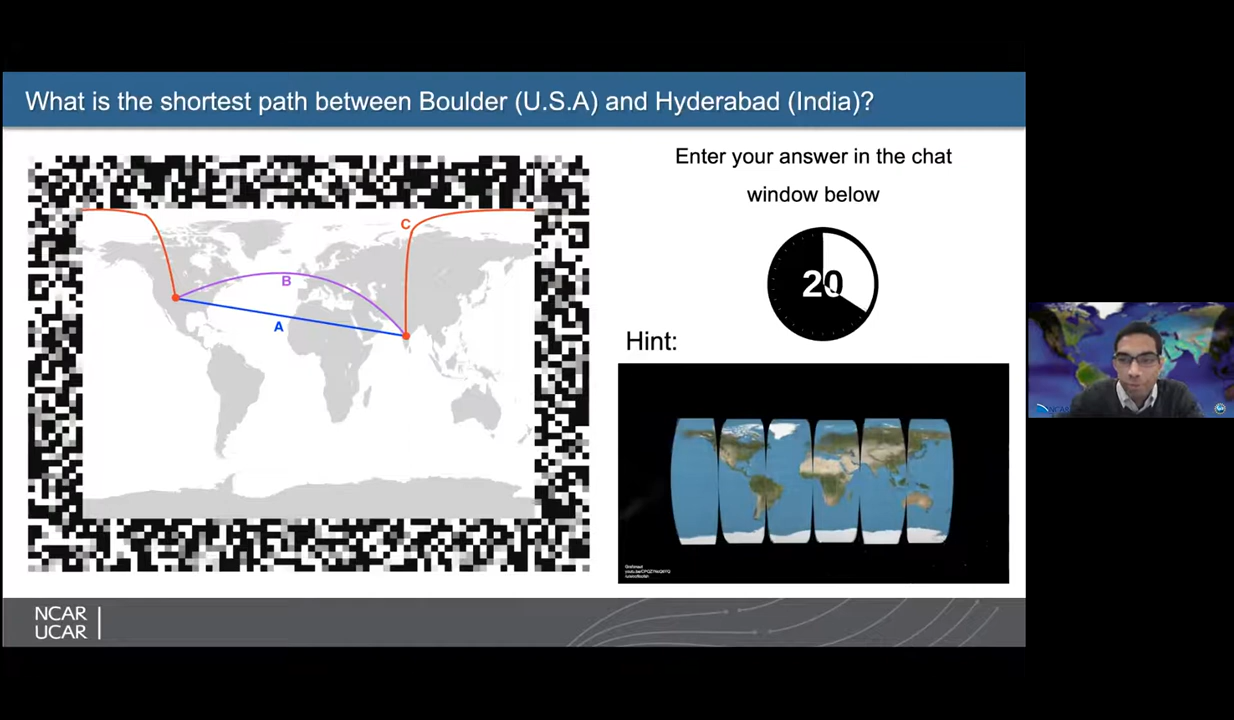 What is the shortest path between Boulder (U.S.A) and Hyderabad (India)?
Enter your answer in the chat
window below
C
B
A
20
Hint:
NCAR
NCAR
UCAR